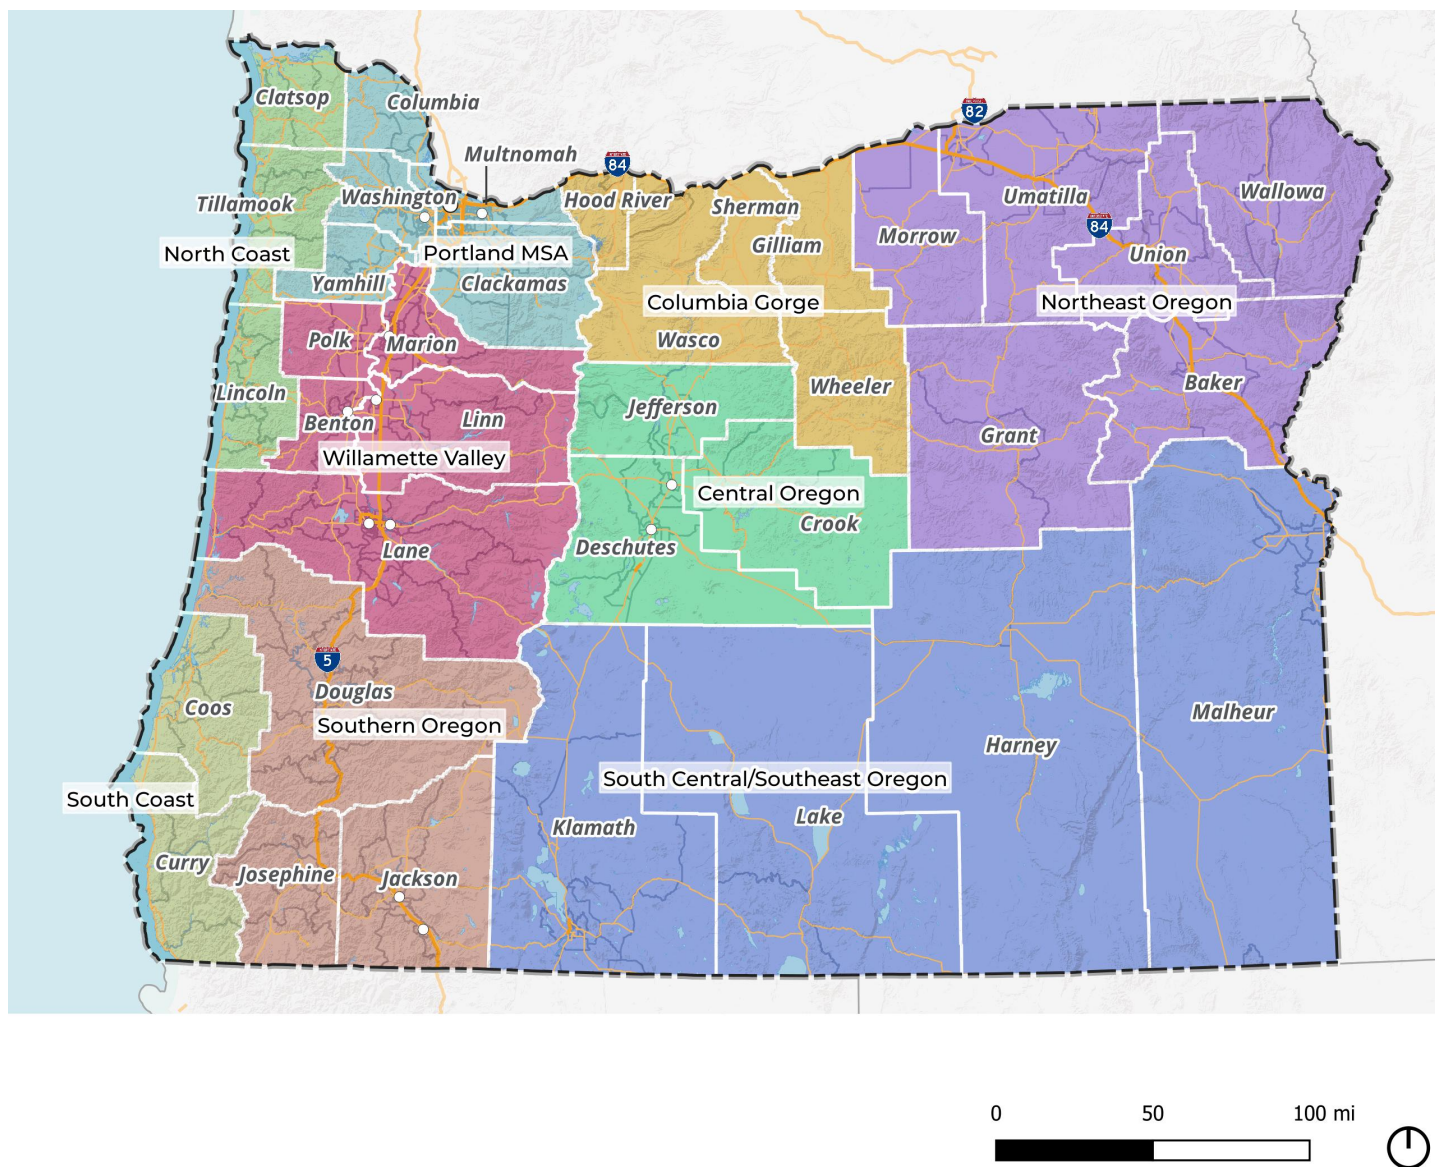 Clatsop
Columbia
82
Multnomah
84
Tillamook
Washington
Hood River
Sherman
Umatilla
Wallowa
North Coast
Portland MSA
Gilliam
Morrow
84
Union
Yamhill
Clackamas
Columbia Gorge
Northeast Oregon
Polk
Marion
Wasco
Lincoln
Wheeler
Baker
Benton
Linn
Jefferson
Grant
Willamette Valley
Central Oregon
Crook
Lane
Deschutes
5
Douglas
Coos
Southern Oregon
Malheur
Harney
South Coast
South Central/Southeast Oregon
Klamath
Lake
Curry
Josephine
Jackson
0 50 100 mi